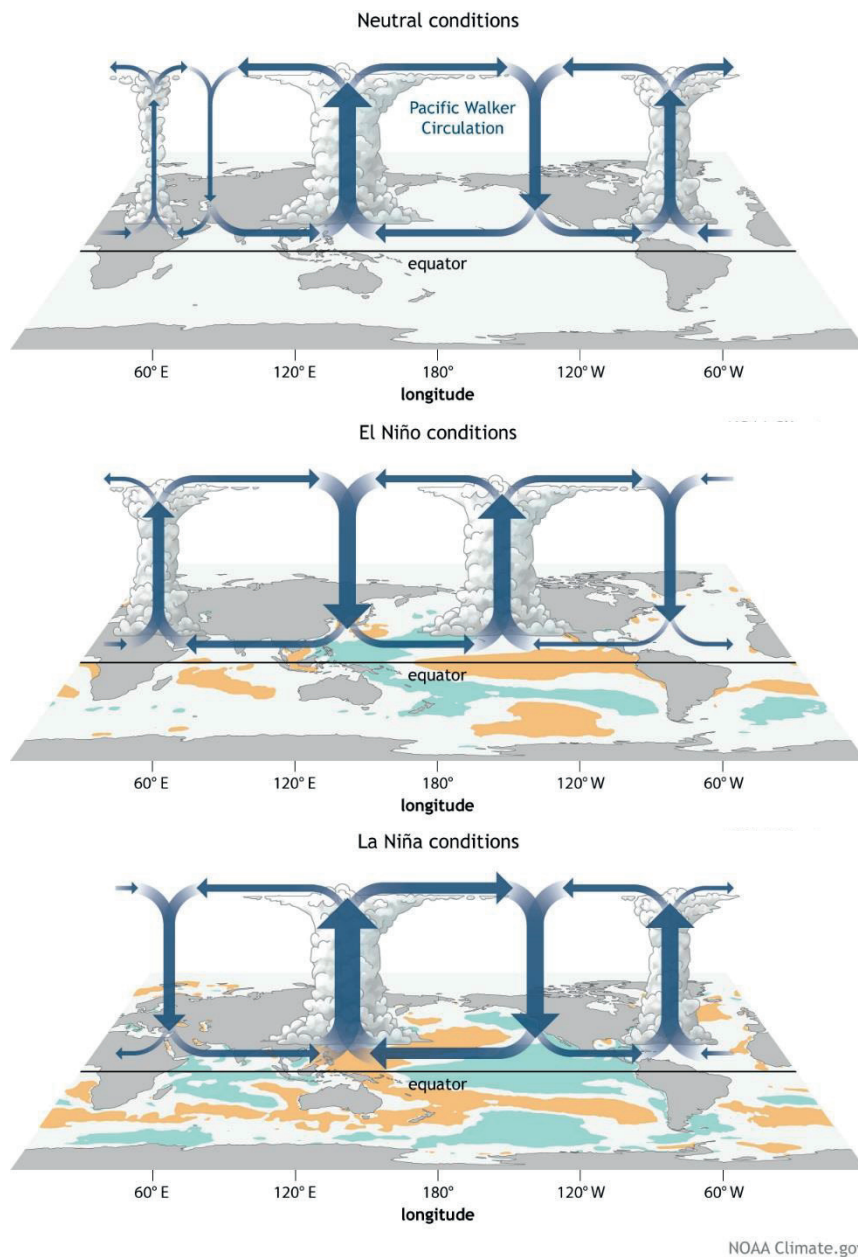 Neutral conditions
Pacific Walker
Circulation
equator
60° E 120° E 180° 120° W 60° W
longitude
El Niño conditions
equator
60° E 120° E 180° 120° W 60° W
longitude
La Niña conditions
equator
60° E 120° E 180° 120° W 60° W
longitude
NOAA Climate.go